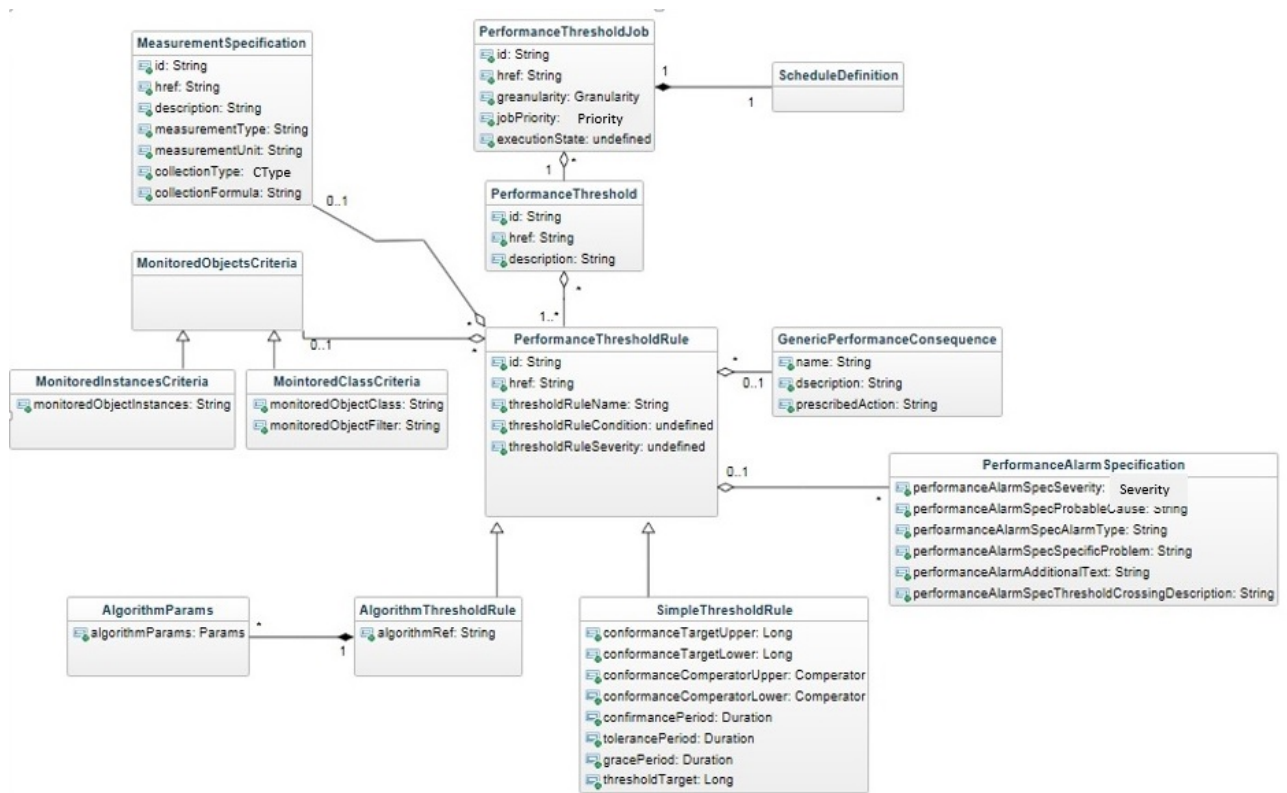 MeasurementSpecification
id: String
href: String
description: String
measurementType: String
measurementUnit: String
collectionType: CType
collectionFormula: String
0..1
PerformanceThresholdJob
id: String
href: String
greanularity: Granularity
jobPriority: Priority
executionState: undefined
1
1
ScheduleDefinition
*
1
PerformanceThreshold
id: String
href: String
description: String
*
1..*
MonitoredObjectsCriteria
0..1
*
*
MonitoredInstancesCriteria
monitoredObjectInstances: String
MointoredClassCriteria
monitoredObjectClass: String
monitoredObjectFilter: String
PerformanceThresholdRule
id: String
href: String
thresholdRuleName: String
thresholdRuleCondition: undefined
thresholdRuleSeverity: undefined
*
0..1
GenericPerformanceConsequence
name: String
dsecription: String
prescribedAction: String
0..1
*
PerformanceAlarmSpecification
performanceAlarmSpecSeverity: Severity
performanceAlarmSpecProbableCause: String
perfoarmanceAlarmSpecAlarmType: String
performanceAlarmSpecSpecificProblem: String
performanceAlarmAdditionalText: String
performanceAlarmSpecThresholdCrossingDescription: String
AlgorithmParams
algorithmParams: Params
*
1
AlgorithmThresholdRule
algorithmRef: String
SimpleThresholdRule
conformanceTargetUpper: Long
conformanceTargetLower: Long
conformanceComperatorUpper: Comperator
conformanceComperatorLower: Comperator
confirmancePeriod: Duration
tolerancePeriod: Duration
gracePeriod: Duration
thresholdTarget: Long